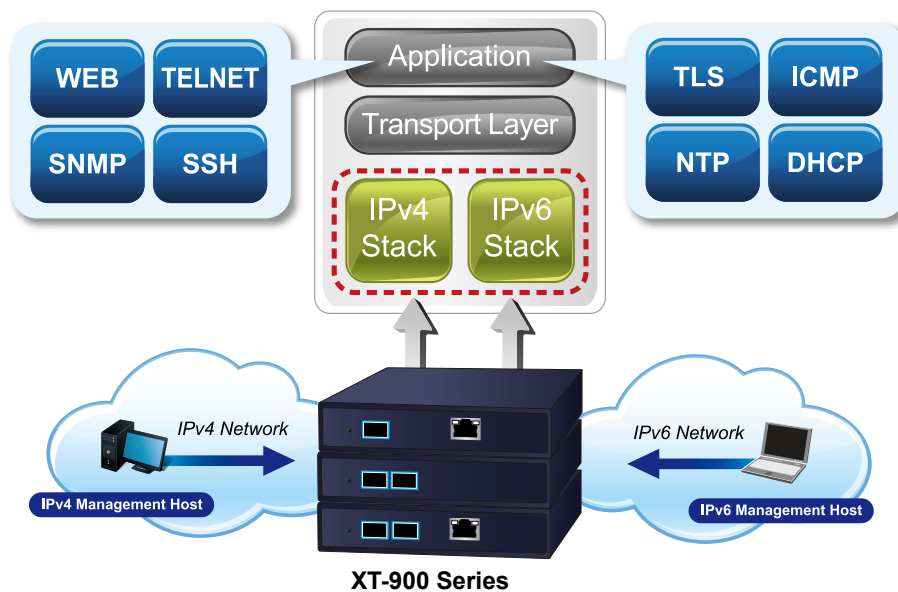 WEB
TELNET
SNMP
SSH
Application
Transport Layer
IPv4
Stack
IPv6
Stack
TLS
ICMP
NTP
DHCP
IPv4 Network
IPv4 Management Host
IPv6 Network
IPv6 Management Host
XT-900 Series